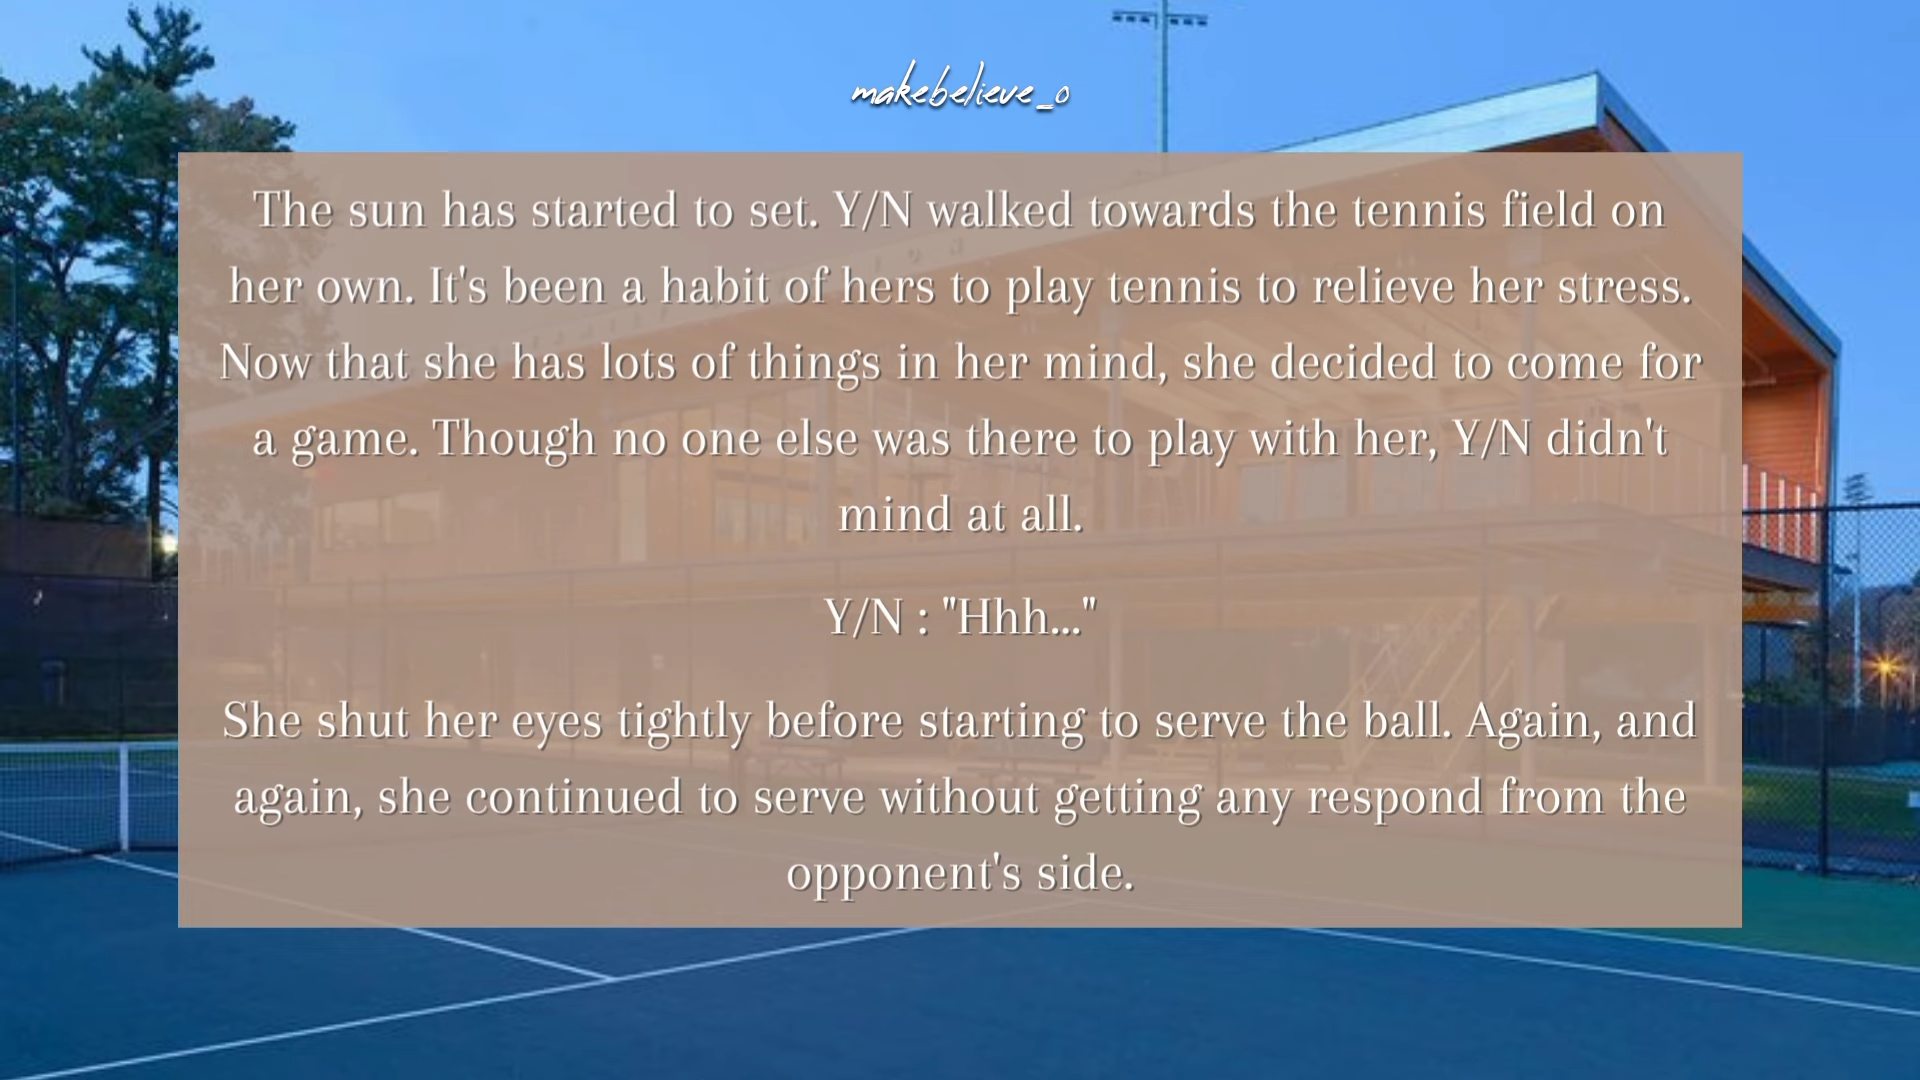 makebelieve_o
The sun has started to set. Y/N walked towards the tennis field on
her own. It's been a habit of hers to play tennis to relieve her stress.
Now that she has lots of things in her mind, she decided to come for
a game. Though no one else was there to play with her, Y/N didn't
mind at all.
Y/N : "Hhh..."
She shut her eyes tightly before starting to serve the ball. Again, and
again, she continued to serve without getting any respond from the
opponent's side.